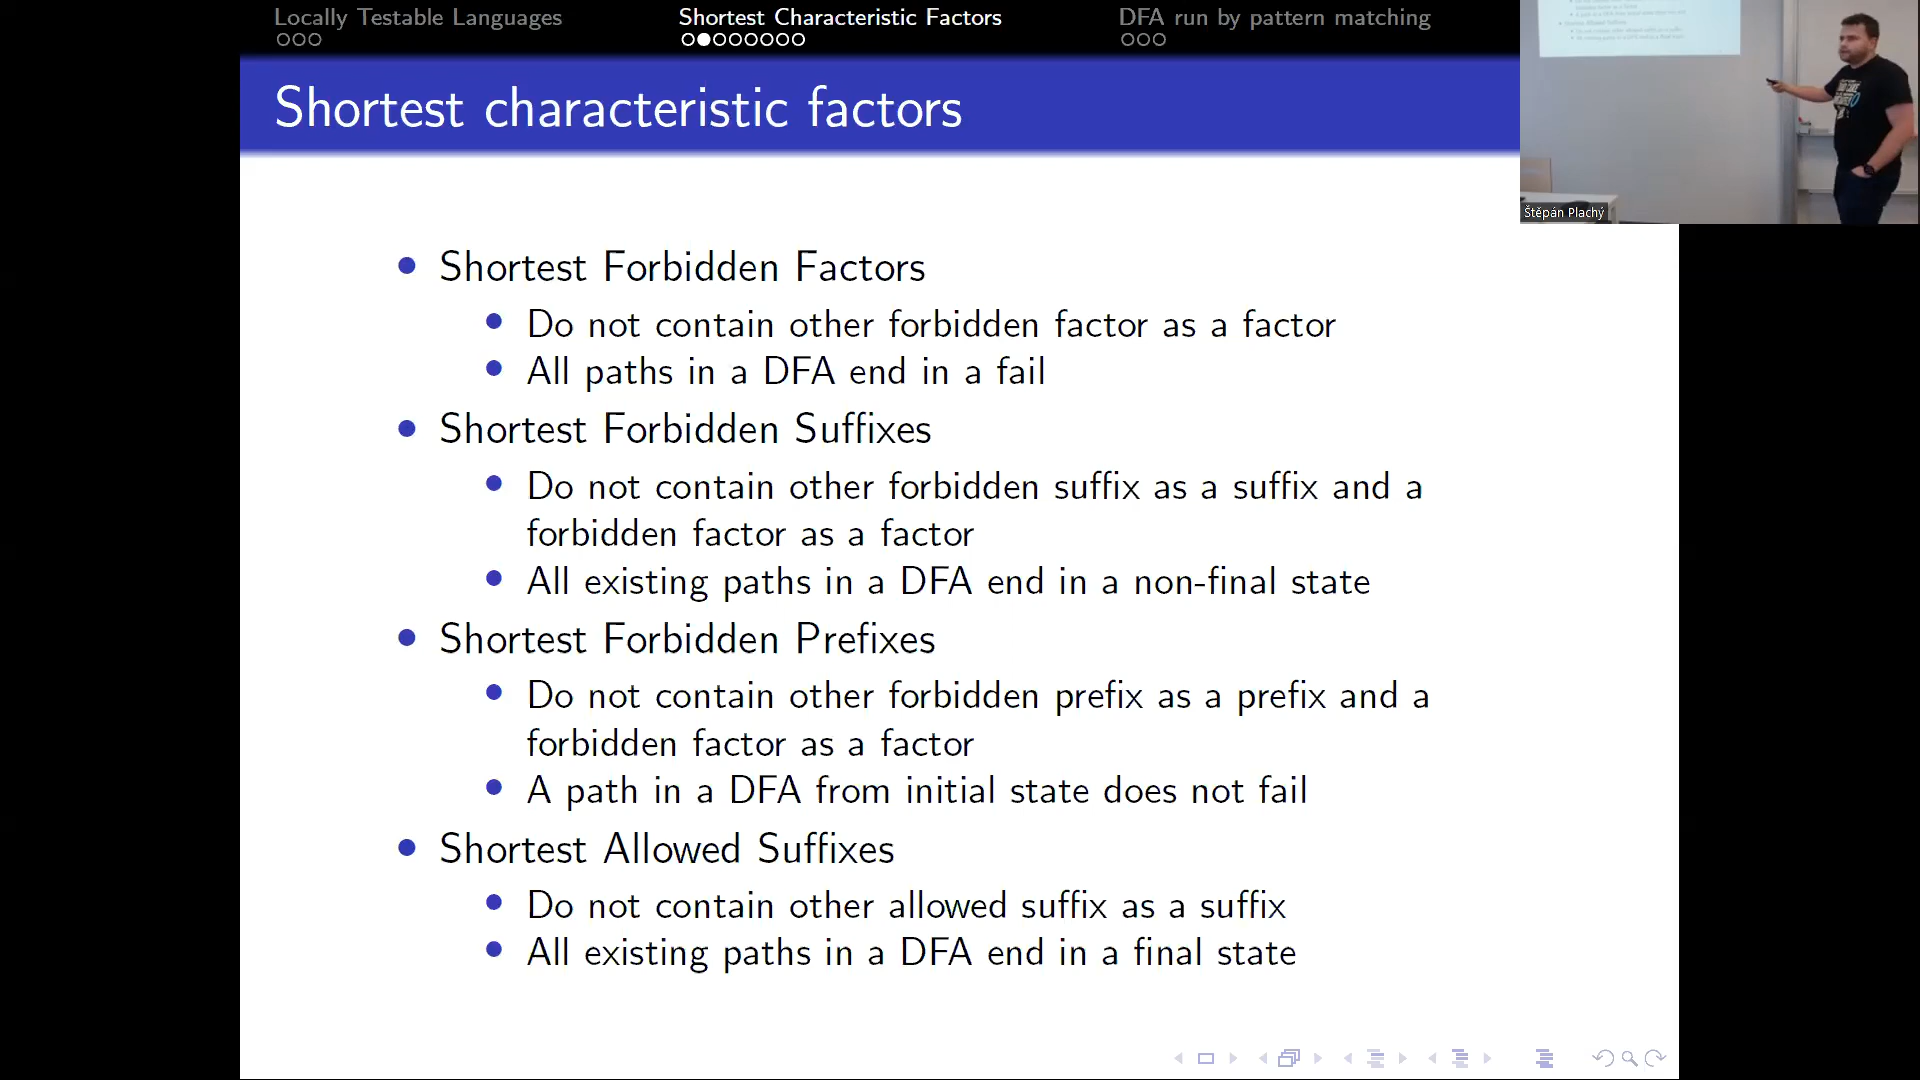 Locally Testable Languages
Shortest Characteristic Factors
DFA run by pattern matching
Shortest characteristic factors
Štěpán Plachý
Shortest Forbidden Factors
Do not contain other forbidden factor as a factor
All paths in a DFA end in a fail
Shortest Forbidden Suffixes
Do not contain other forbidden suffix as a suffix and a
forbidden factor as a factor
All existing paths in a DFA end in a non-final state
Shortest Forbidden Prefixes
Do not contain other forbidden prefix as a prefix and a
forbidden factor as a factor
A path in a DFA from initial state does not fail
Shortest Allowed Suffixes
Do not contain other allowed suffix as a suffix
All existing paths in a DFA end in a final state